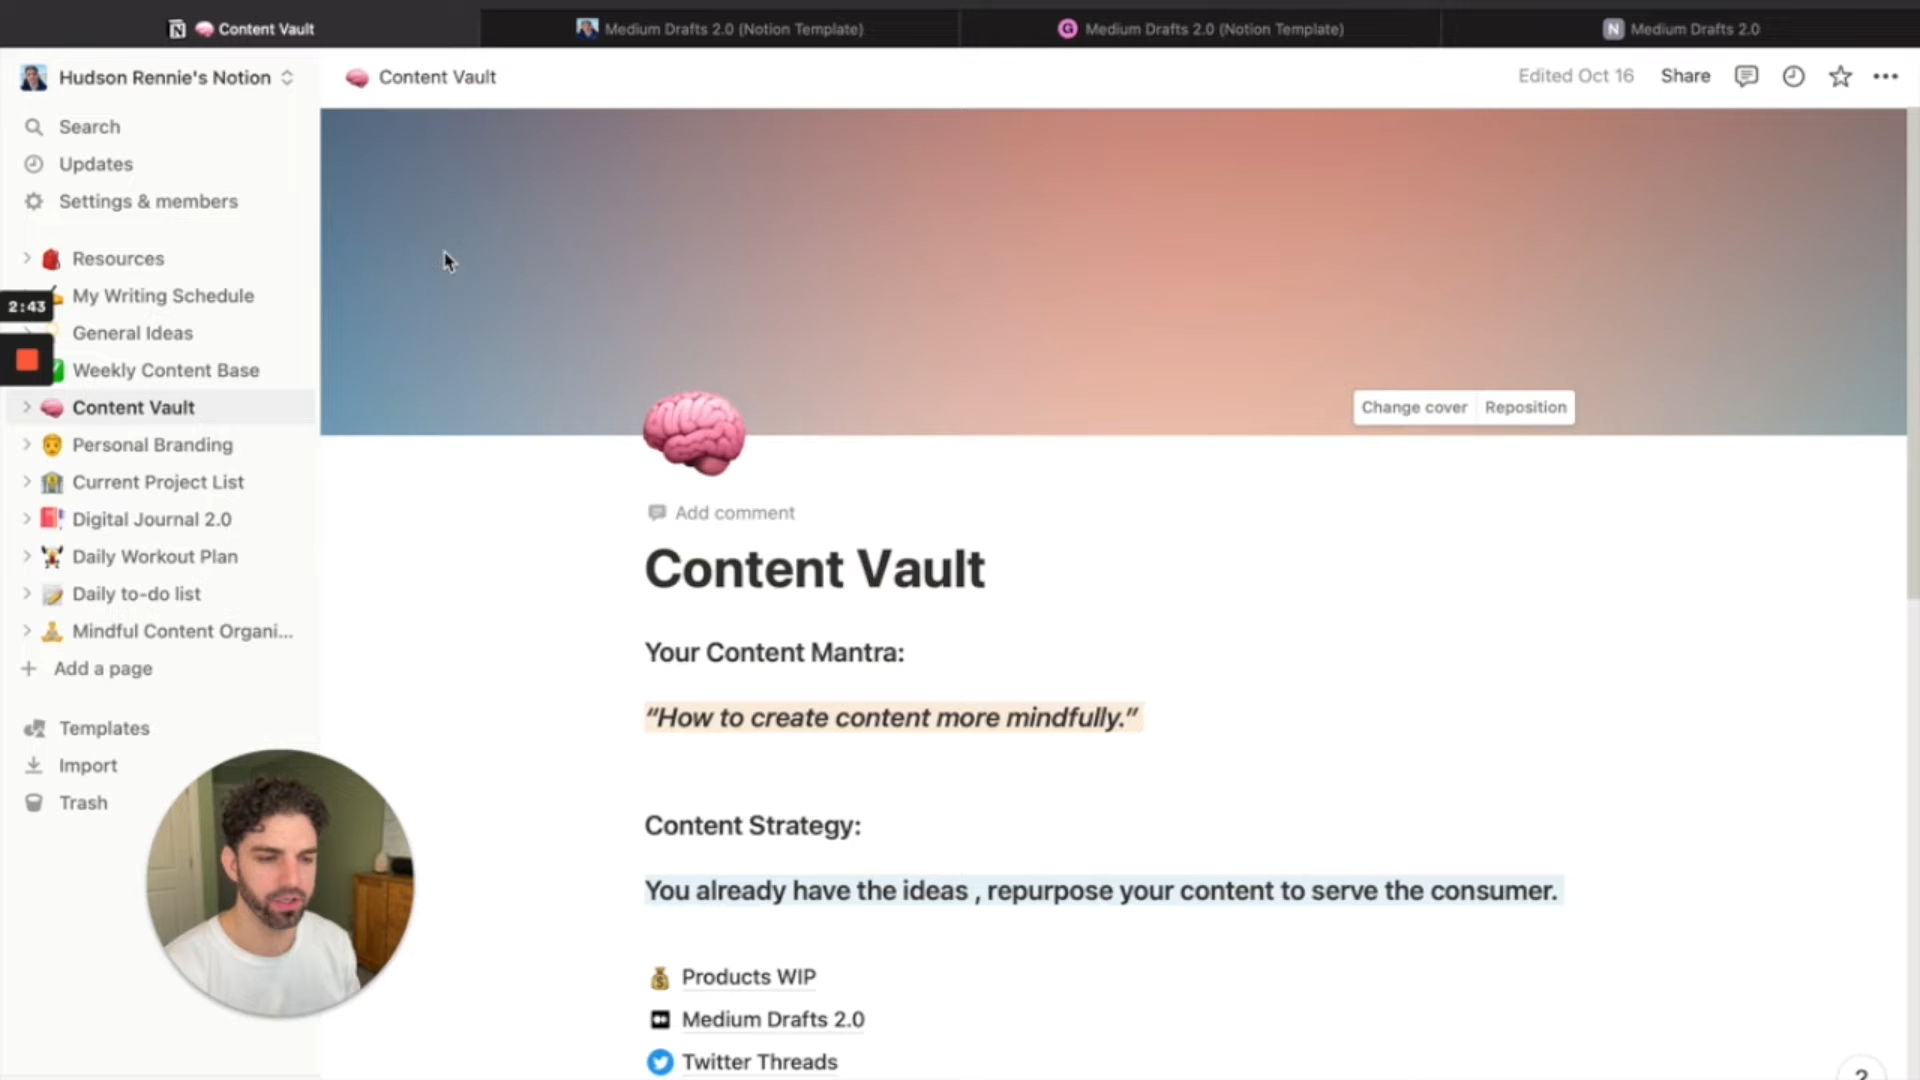 Content Vault
Medium Drafts 2.0 (Notion Template)
Medium Drafts 2.0 (Notion Template)
Medium Drafts 2.0
Hudson Rennie's Notion
Content Vault
Edited Oct 16
Share
Search
Updates
Settings & members
Resources
My Writing Schedule
2:43
General Ideas
Weekly Content Base
Content Vault
Personal Branding
Current Project List
Digital Journal 2.0
Daily Workout Plan
Daily to-do list
Mindful Content Organi...
Add a page
Templates
Import
Trash
Change cover
Reposition
Add comment
Content Vault
Your Content Mantra:
“How to create content more mindfully.”
Content Strategy:
You already have the ideas , repurpose your content to serve the consumer.
Products WIP
Medium Drafts 2.0
Twitter Threads
?